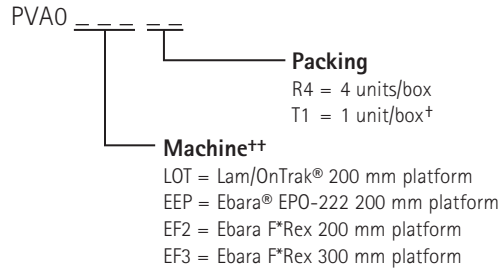 PVA0 _ _ _ _ _
Packing
R4 = 4 units/box
T1 = 1 unit/box†
Machine††
LOT = Lam/OnTrak® 200 mm platform
EEP = Ebara® EPO-222 200 mm platform
EF2 = Ebara F*Rex 200 mm platform
EF3 = Ebara F*Rex 300 mm platform